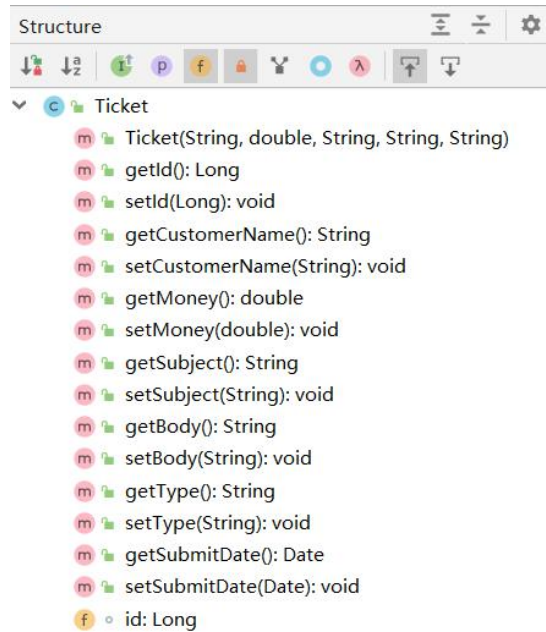 Structure
Ticket
Ticket(String, double, String, String, String)
getId(): Long
setId(Long): void
getCustomerName(): String
setCustomerName(String): void
getMoney(): double
setMoney(double): void
getSubject(): String
setSubject(String): void
getBody(): String
setBody(String): void
getType(): String
setType(String): void
getSubmitDate(): Date
setSubmitDate(Date): void
id: Long